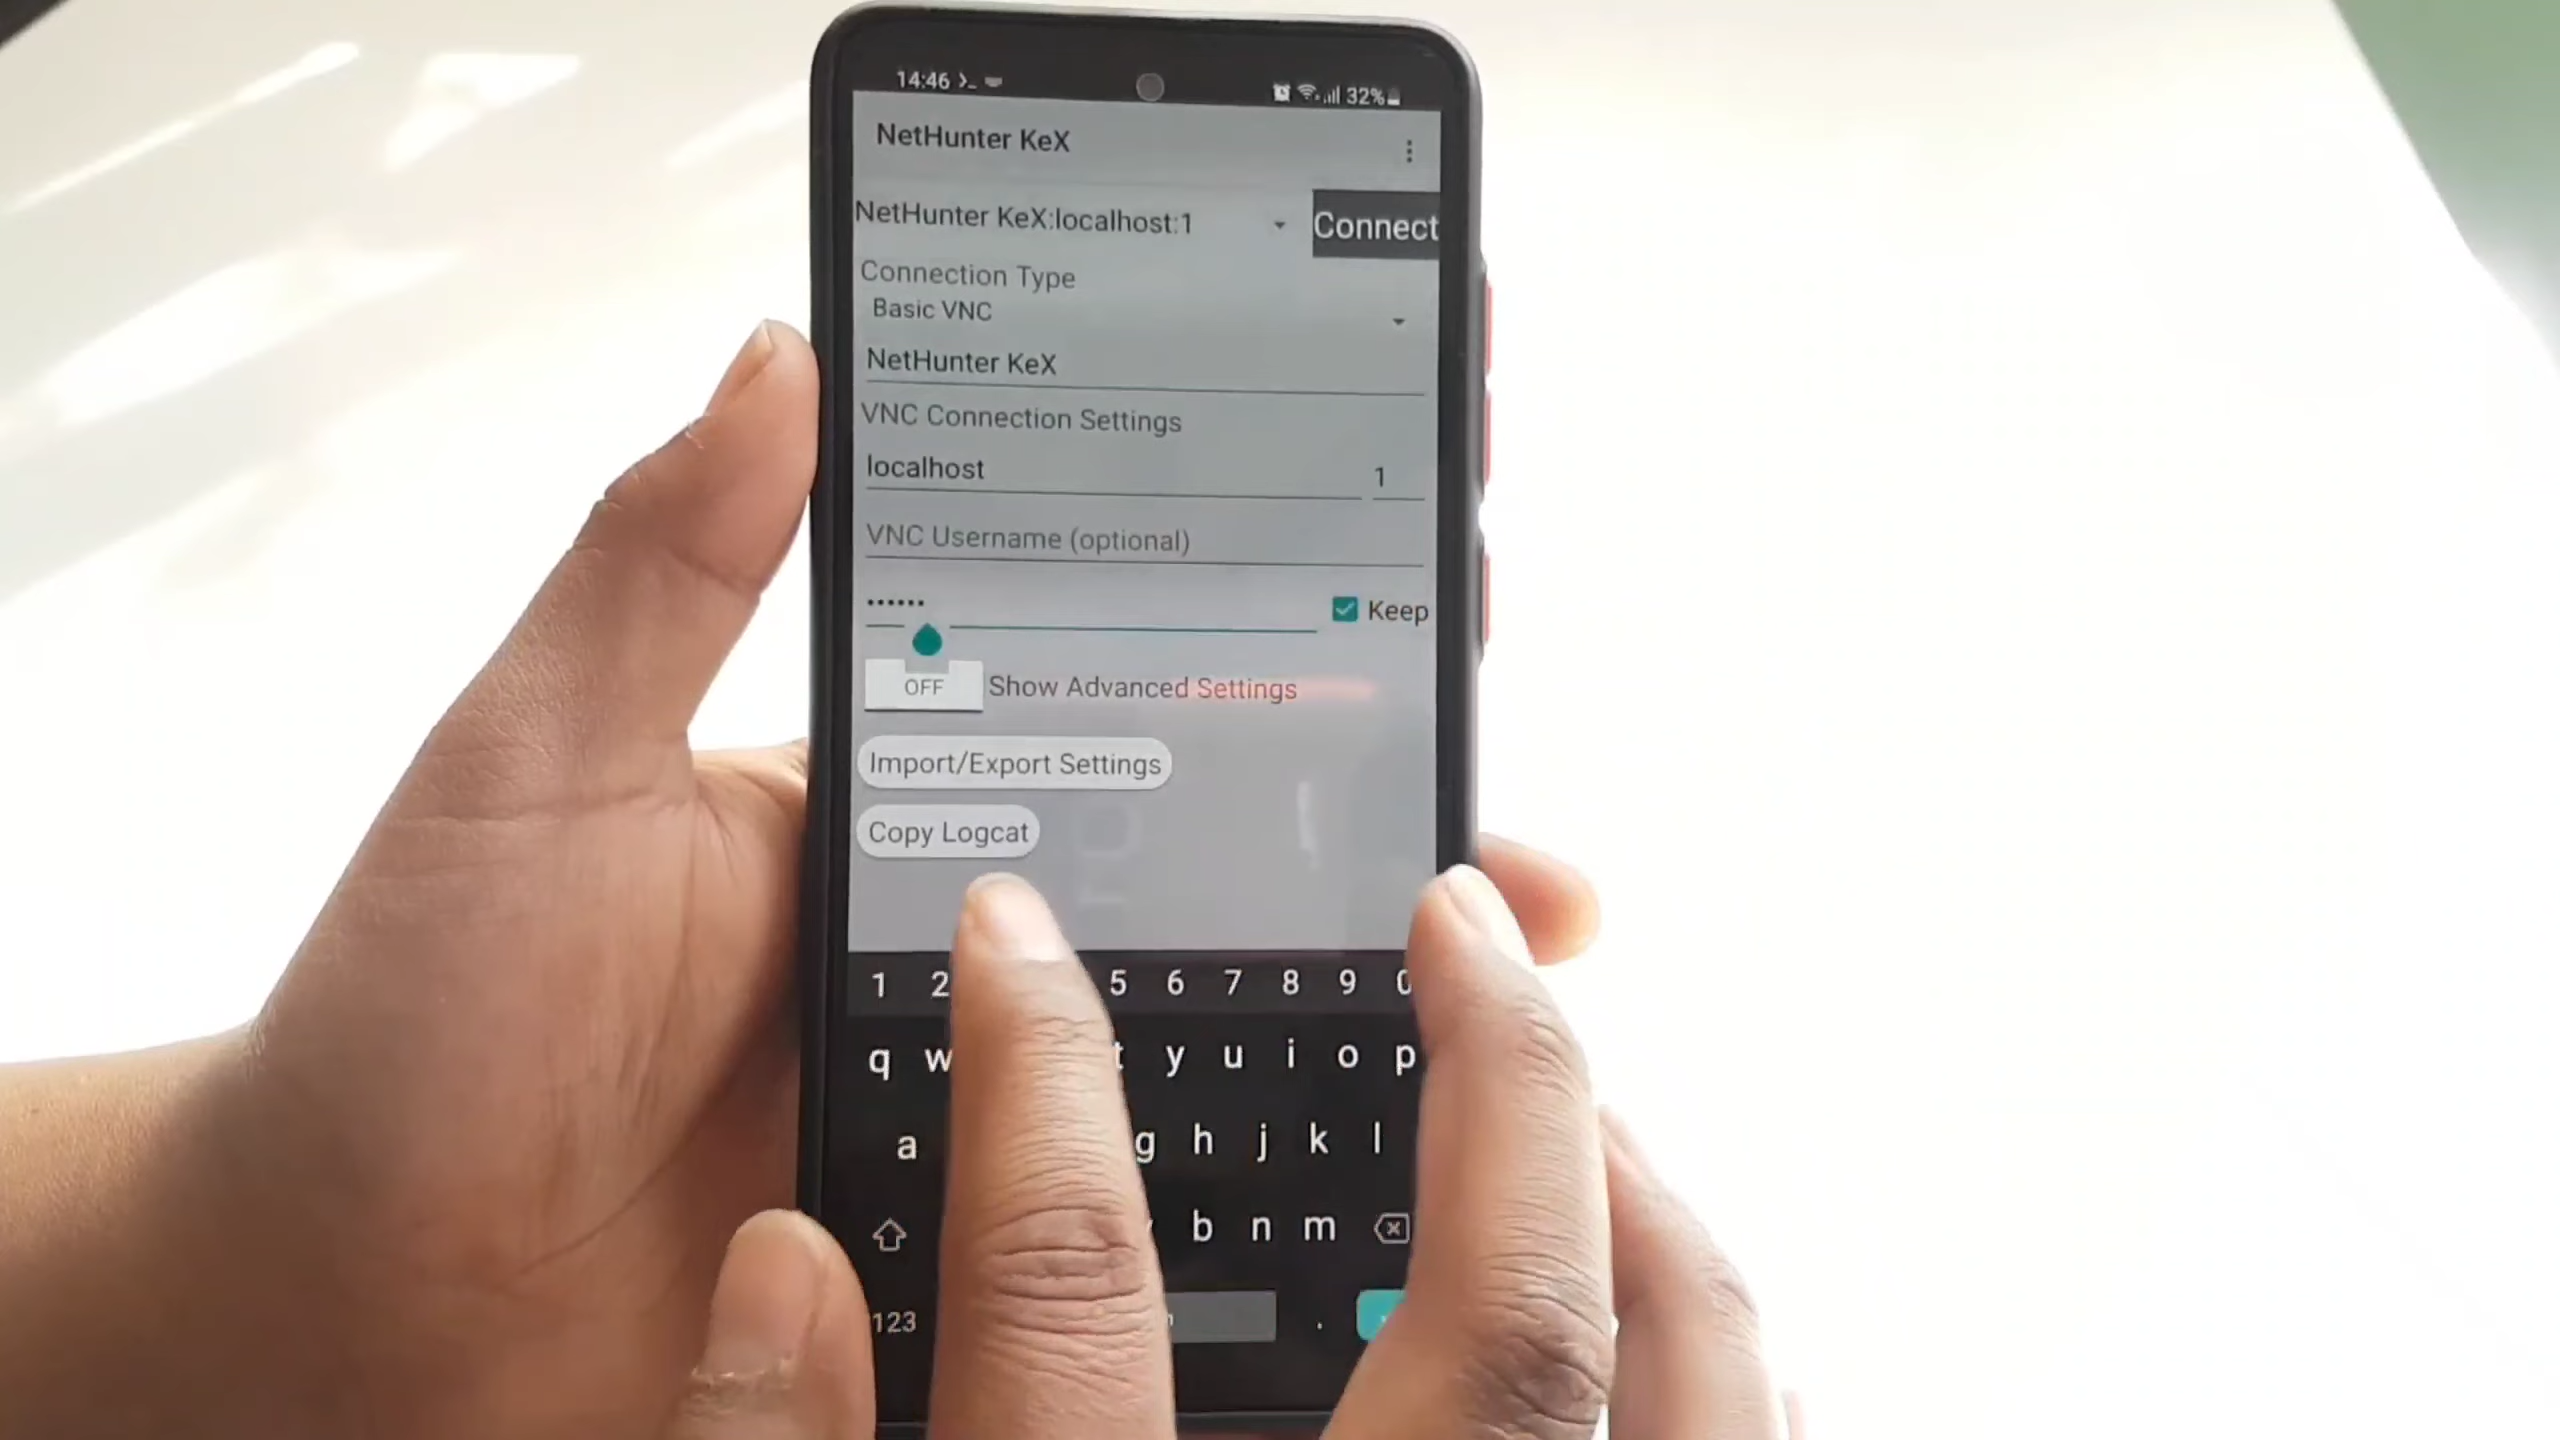 14:46
32%
NetHunter KeX
NetHunter KeX:localhost:1
Connect
Connection Type
Basic VNC
NetHunter KeX
VNC Connection Settings
localhost 1
VNC Username (optional)
••••••
Keep
OFF Show Advanced Settings
Import/Export Settings
Copy Logcat
1 2 5 6 7 8 9 0
q w t y u i o p
a g h j k l
b n m
123 .